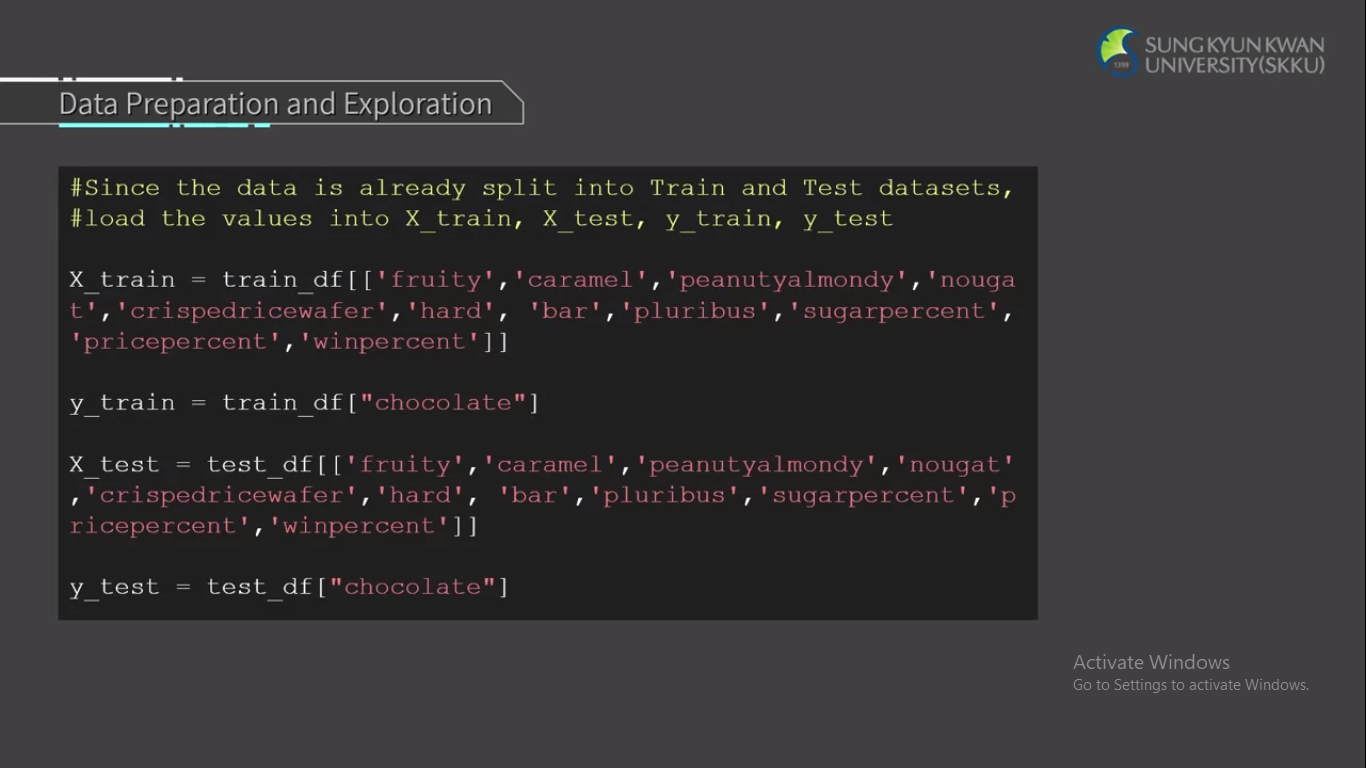 SUNGKYUNKWAN
UNIVERSITY(SKKU)
1398
Data Preparation and Exploration
#Since the data is already split into Train and Test datasets,
#load the values into X_train, X_test, y_train, y_test
X_train = train_df[['fruity','caramel','peanutyalmondy','nouga
t','crispedricewafer','hard', 'bar','pluribus','sugarpercent',
'pricepercent','winpercent']]
y_train = train_df["chocolate"]
X_test = test_df[['fruity','caramel','peanutyalmondy','nougat'
,'crispedricewafer','hard', 'bar','pluribus','sugarpercent','p
ricepercent','winpercent']]
y_test = test_df["chocolate"]
Activate Windows
Go to Settings to activate Windows.